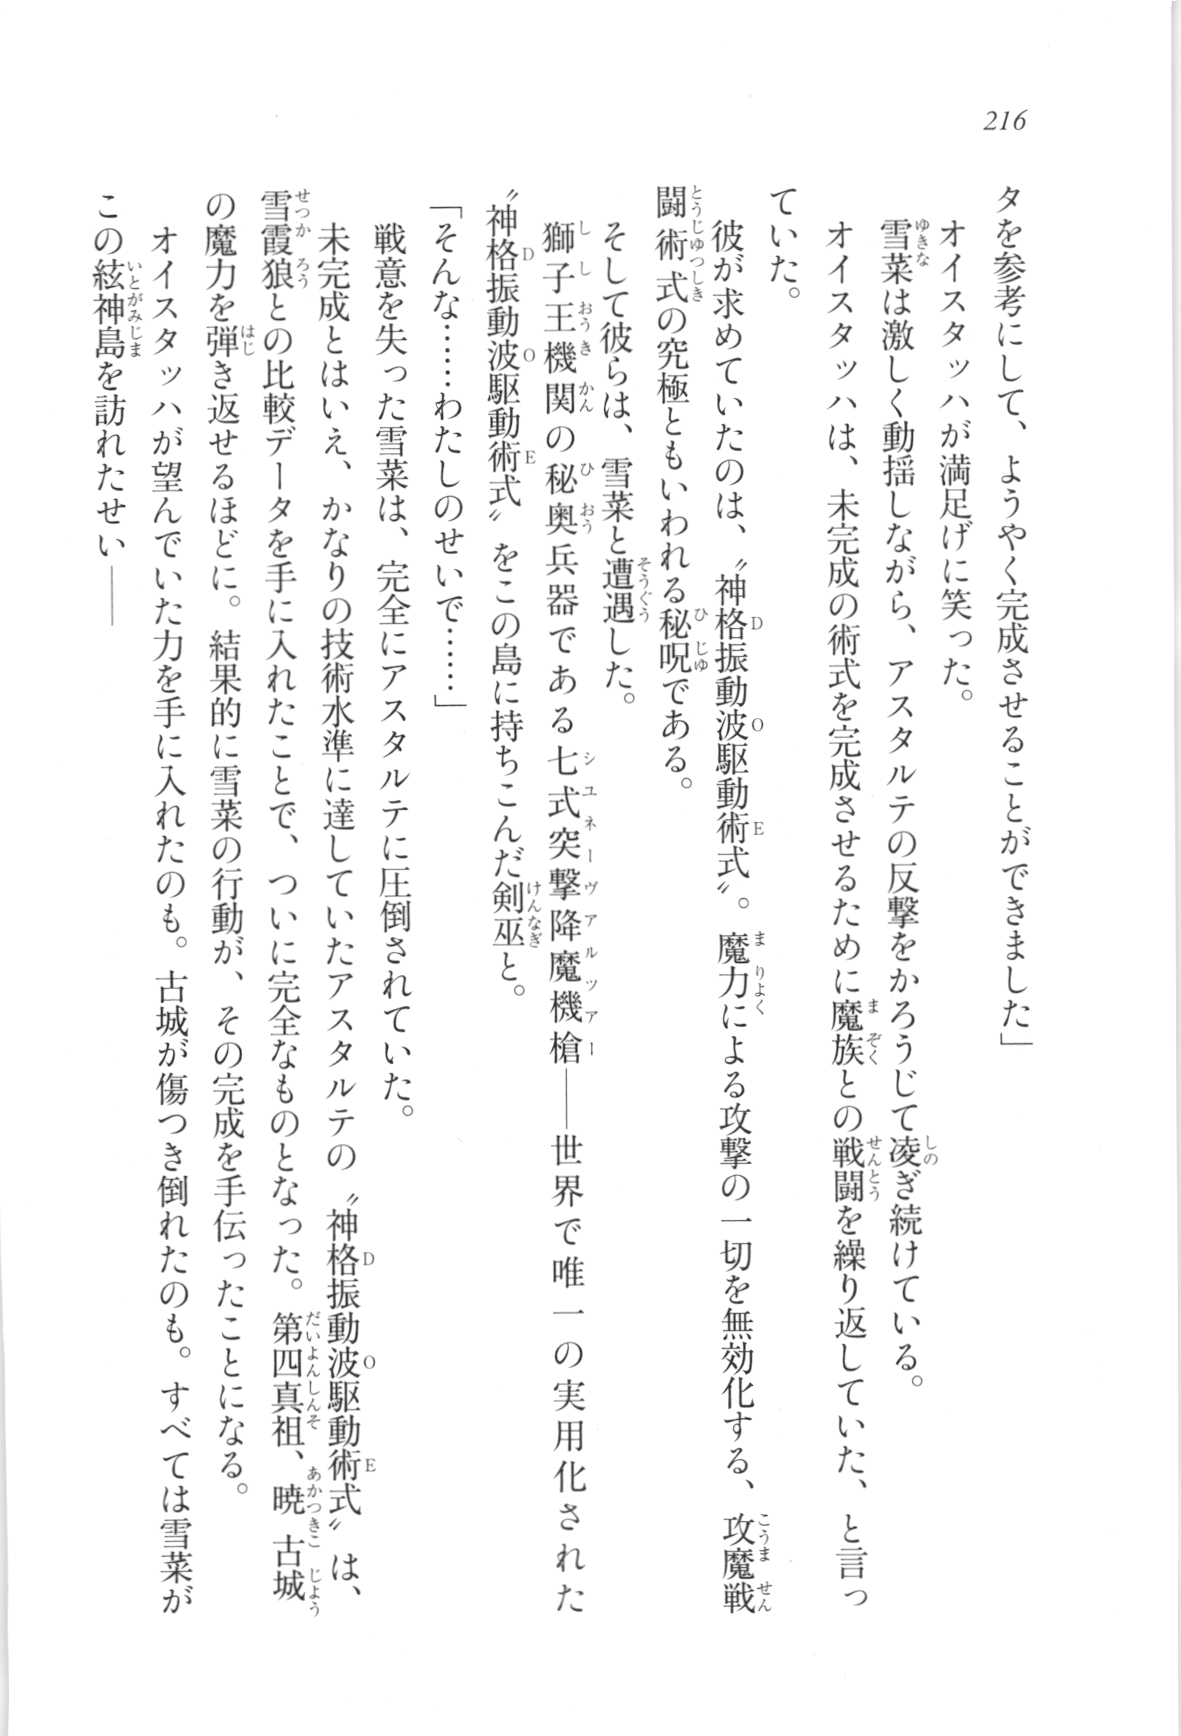 216
タを参考にして、ようやく完成させることができました」
オイスタッハが満足げに笑った。
雪菜は激しく動揺しながら、アスタルテの反撃をかろうじて凌ぎ続けている。
オイスタッハは、未完成の術式を完成させるために魔族との戦闘を繰り返していた、と言っ
ていた。
彼が求めていたのは、〝神格振動波駆動術式〟。魔力による攻撃の一切を無効化する、攻魔戦
闘術式の究極ともいわれる秘呪である。
そして彼らは、雪菜と遭遇した。
獅子王機関の秘奥兵器である七式突撃降魔機槍――世界で唯一の実用化された
〝神格振動波駆動術式〟をこの島に持ちこんだ剣巫と。
「そんな……わたしのせいで……」
戦意を失った雪菜は、完全にアスタルテに圧倒されていた。
未完成とはいえ、かなりの技術水準に達していたアスタルテの〝神格振動波駆動術式〟は、
雪霞狼との比較データを手に入れたことで、ついに完全なものとなった。第四真祖、暁古城
の魔力を弾き返せるほどに。結果的に雪菜の行動が、その完成を手伝ったことになる。
オイスタッハが望んでいた力を手に入れたのも。古城が傷つき倒れたのも。すべては雪菜が
この絃神島を訪れたせい――